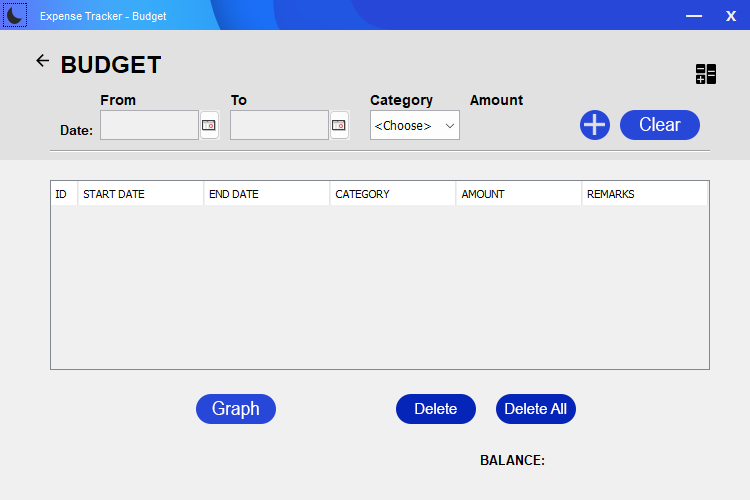 Expense Tracker - Budget
X
BUDGET
From To Category Amount
Date: <Choose> Clear
ID START DATE END DATE CATEGORY AMOUNT REMARKS
Graph Delete Delete All
BALANCE: